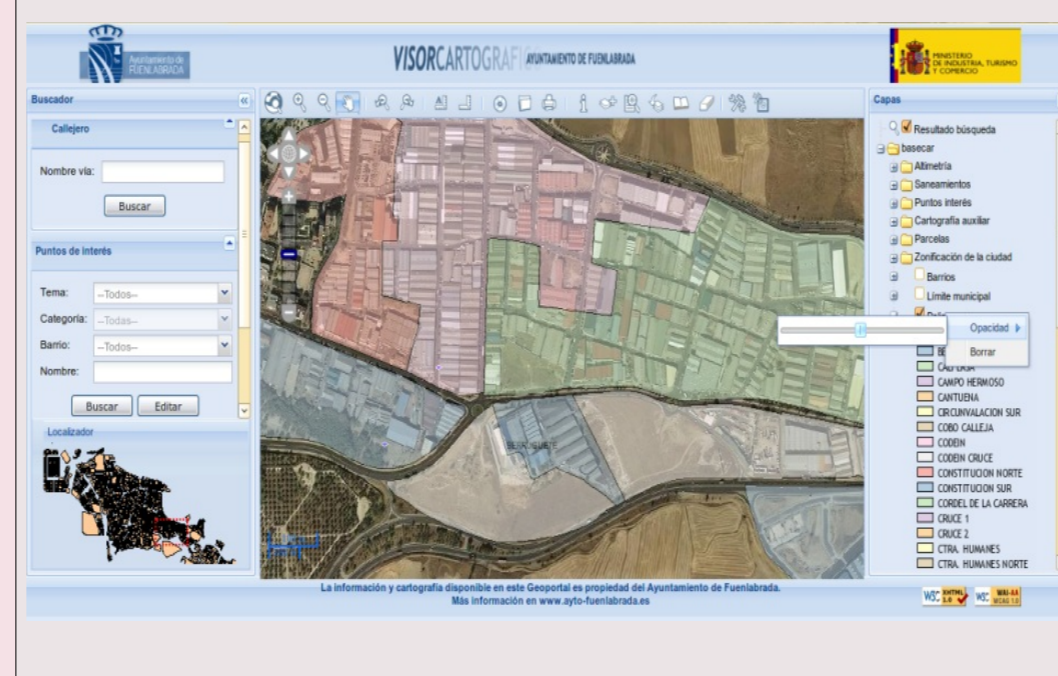 Ayuntamiento de
FUENLABRADA
VISORCARTOGRAFICO AYUNTAMIENTO DE FUENLABRADA
MINISTERIO
DE INDUSTRIA, TURISMO
Y COMERCIO
Buscador
Callejero
Nombre vía:
Buscar
Puntos de interés
Tema:
--Todos--
Categoría:
--Todas--
Barrio:
--Todos--
Nombre:
Buscar
Editar
Localizador
Capas
Resultado búsqueda
basecar
Altimetría
Saneamientos
Puntos interés
Cartografía auxiliar
Parcelas
Zonificación de la ciudad
Barrios
Límite municipal
Opacidad
Borrar
CAMPO HERMOSO
CANTUENA
CIRCUNVALACION SUR
COBO CALLEJA
CODEIN
CODEIN CRUCE
CONSTITUCION NORTE
CONSTITUCION SUR
CORDEL DE LA CARRERA
CRUCE 1
CRUCE 2
CTRA. HUMANES
CTRA. HUMANES NORTE
La información y cartografía disponible en este Geoportal es propiedad del Ayuntamiento de Fuenlabrada.
Más información en www.ayto-fuenlabrada.es
W3C XHTML 1.0
W3C WAI-AA WCAG 1.0